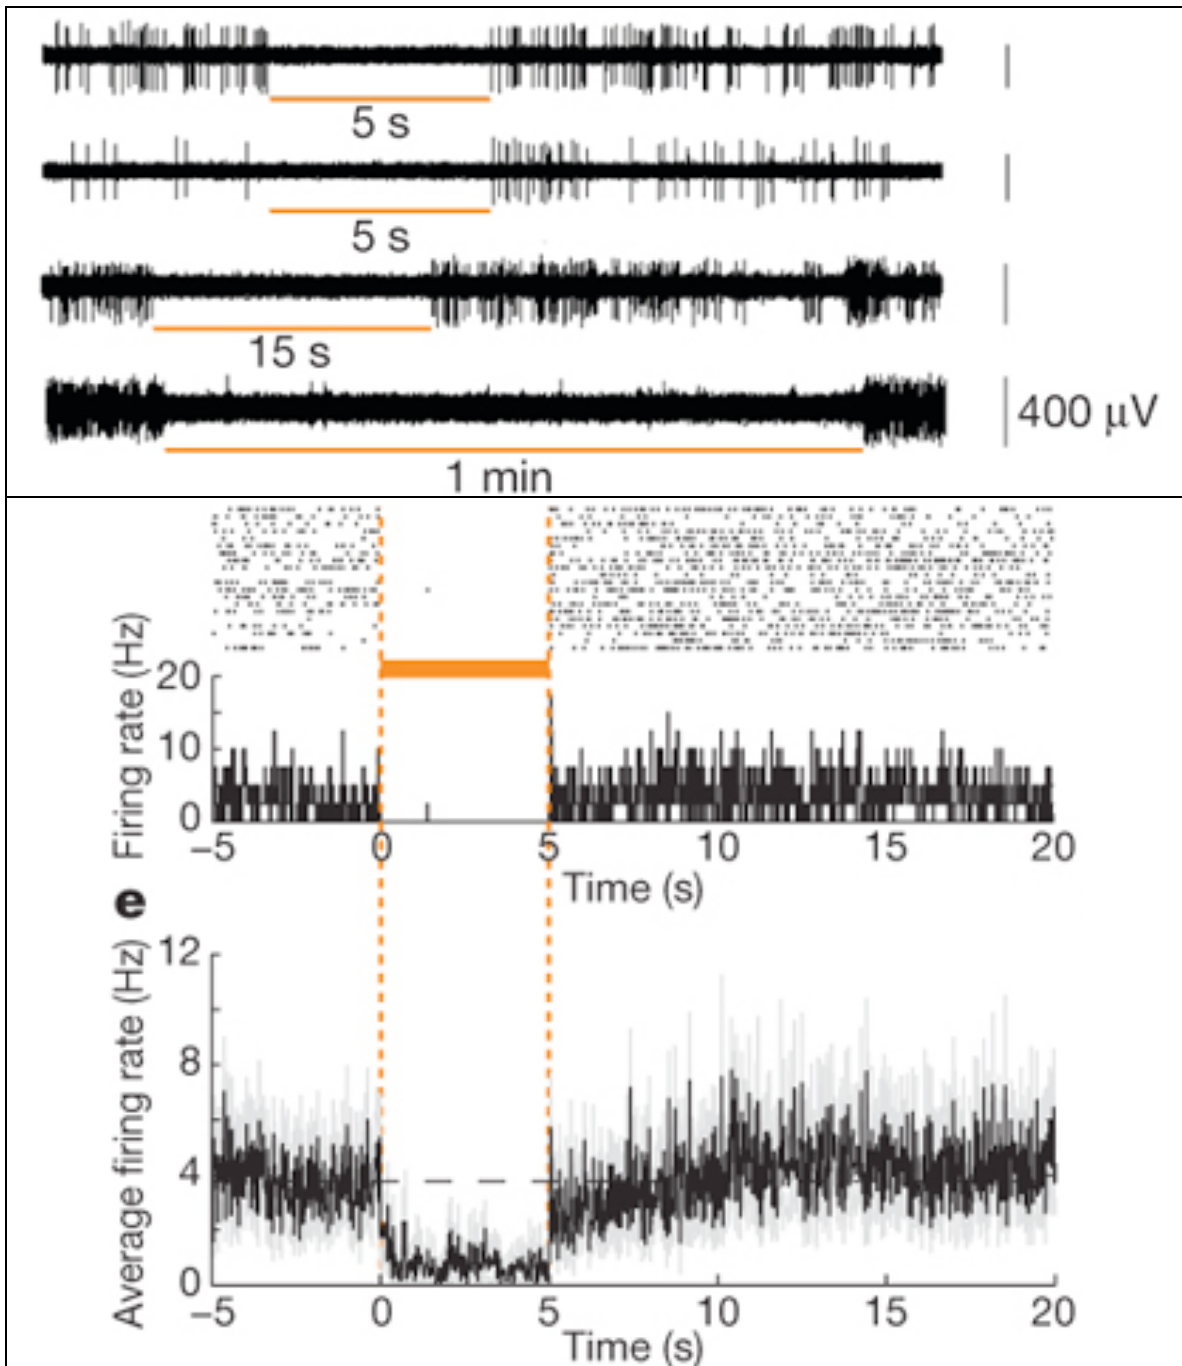 5 s
5 s
15 s
400 μV
1 min
Firing rate (Hz)
20
10
0
−5 0 5 10 15 20
Time (s)
e
Average firing rate (Hz)
12
8
4
0
−5 0 5 10 15 20
Time (s)